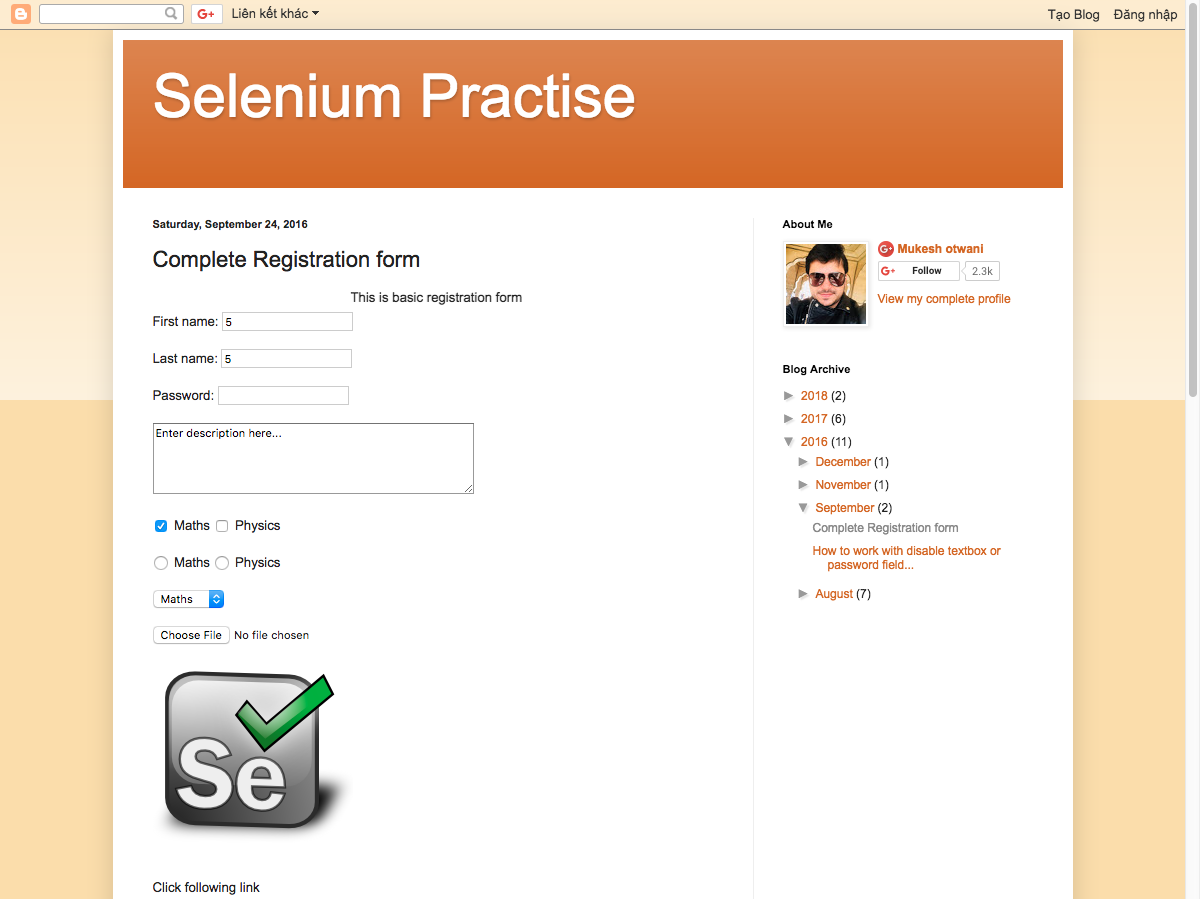 G+ Liên kết khác Tạo Blog Đăng nhập
Selenium Practise
Saturday, September 24, 2016
Complete Registration form
This is basic registration form
First name: 5
Last name: 5
Password:
Enter description here...
Maths Physics
Maths Physics
Maths
Choose File No file chosen
Se
Click following link
About Me
G+ Mukesh otwani
G+ Follow 2.3k
View my complete profile
Blog Archive
► 2018 (2)
► 2017 (6)
▼ 2016 (11)
► December (1)
► November (1)
▼ September (2)
Complete Registration form
How to work with disable textbox or
password field...
► August (7)